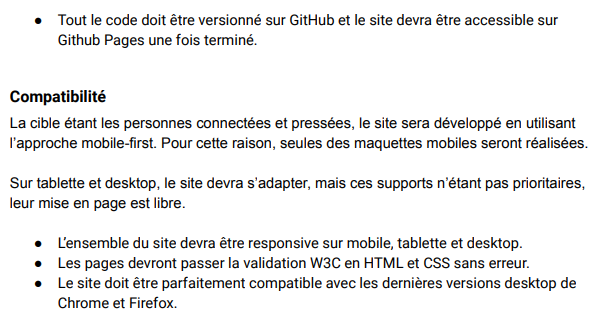 ● Tout le code doit être versionné sur GitHub et le site devra être accessible sur
Github Pages une fois terminé.
Compatibilité
La cible étant les personnes connectées et pressées, le site sera développé en utilisant
l’approche mobile-first. Pour cette raison, seules des maquettes mobiles seront réalisées.
Sur tablette et desktop, le site devra s’adapter, mais ces supports n’étant pas prioritaires,
leur mise en page est libre.
● L’ensemble du site devra être responsive sur mobile, tablette et desktop.
● Les pages devront passer la validation W3C en HTML et CSS sans erreur.
● Le site doit être parfaitement compatible avec les dernières versions desktop de
Chrome et Firefox.